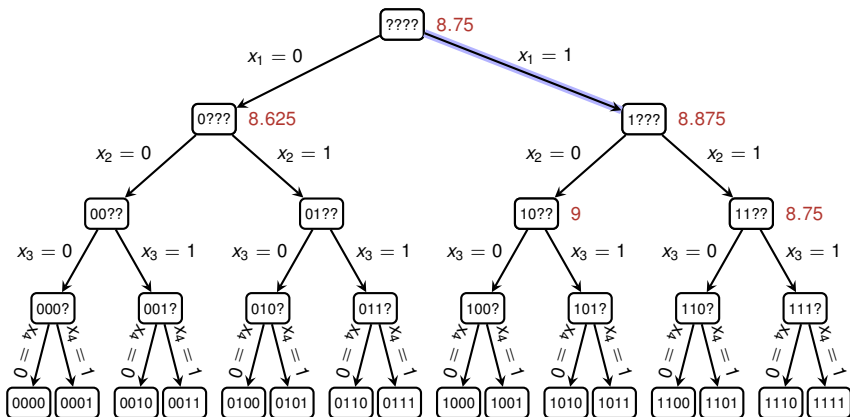 ???? 8.75
x₁ = 0 x₁ = 1
0??? 8.625 1??? 8.875
x₂ = 0 x₂ = 1 x₂ = 0 x₂ = 1
00?? 01?? 10?? 9 11?? 8.75
x₃ = 0 x₃ = 1 x₃ = 0 x₃ = 1 x₃ = 0 x₃ = 1 x₃ = 0 x₃ = 1
000? 001? 010? 011? 100? 101? 110? 111?
x₄ = 0 x₄ = 1 x₄ = 0 x₄ = 1 x₄ = 0 x₄ = 1 x₄ = 0 x₄ = 1 x₄ = 0 x₄ = 1 x₄ = 0 x₄ = 1 x₄ = 0 x₄ = 1 x₄ = 0 x₄ = 1
0000 0001 0010 0011 0100 0101 0110 0111 1000 1001 1010 1011 1100 1101 1110 1111